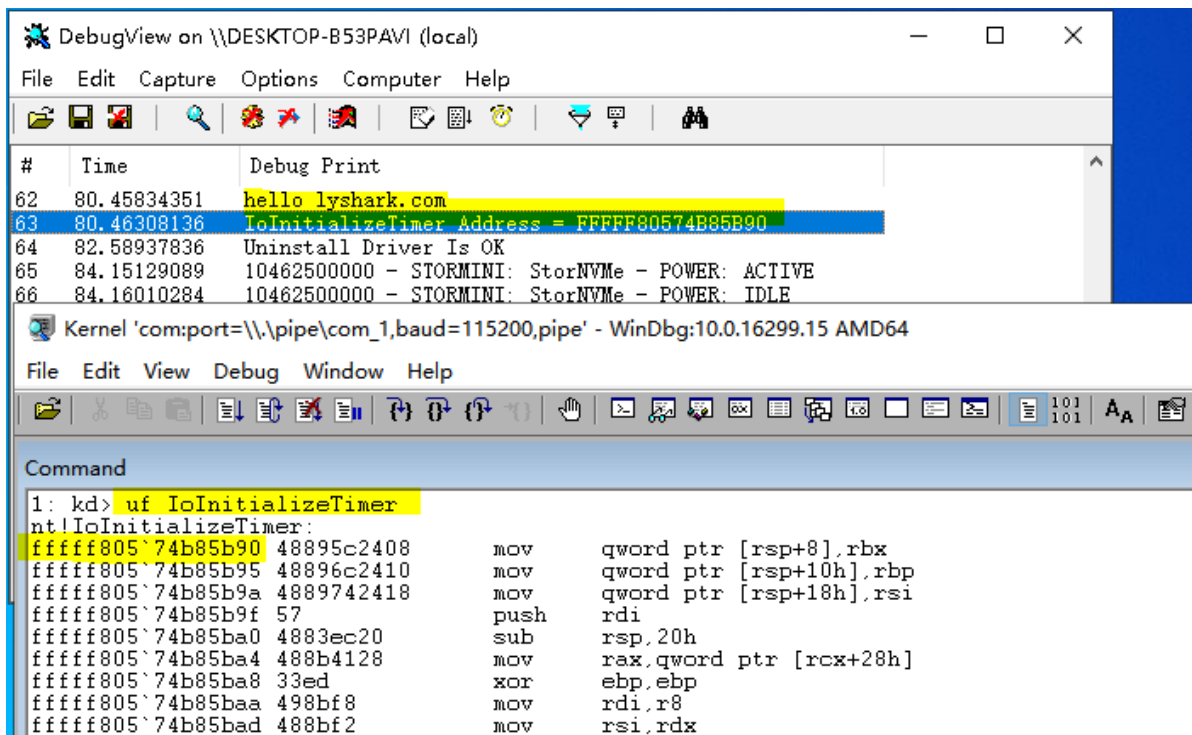 DebugView on \\DESKTOP-B53PAVI (local)
File Edit Capture Options Computer Help
# Time Debug Print
62 80.45834351 hello lyshark.com
63 80.46308136 IoInitializeTimer Address = FFFFF80574B85B90
64 82.58937836 Uninstall Driver Is OK
65 84.15129089 10462500000 - STORMINI: StorNVMe - POWER: ACTIVE
66 84.16010284 10462500000 - STORMINI: StorNVMe - POWER: IDLE
Kernel 'com:port=\\.\pipe\com_1,baud=115200,pipe' - WinDbg:10.0.16299.15 AMD64
File Edit View Debug Window Help
101
101 AA
Command
1: kd> uf IoInitializeTimer
nt!IoInitializeTimer:
fffff805`74b85b90 48895c2408 mov qword ptr [rsp+8],rbx
fffff805`74b85b95 48896c2410 mov qword ptr [rsp+10h],rbp
fffff805`74b85b9a 4889742418 mov qword ptr [rsp+18h],rsi
fffff805`74b85b9f 57 push rdi
fffff805`74b85ba0 4883ec20 sub rsp,20h
fffff805`74b85ba4 488b4128 mov rax,qword ptr [rcx+28h]
fffff805`74b85ba8 33ed xor ebp,ebp
fffff805`74b85baa 498bf8 mov rdi,r8
fffff805`74b85bad 488bf2 mov rsi,rdx